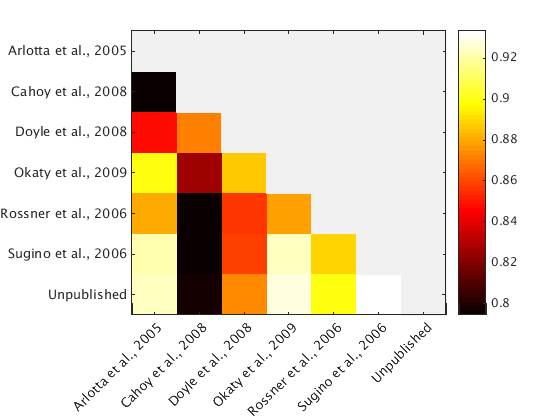 Arlotta et al., 2005
Cahoy et al., 2008
Doyle et al., 2008
Okaty et al., 2009
Rossner et al., 2006
Sugino et al., 2006
Unpublished
Arlotta et al., 2005
Cahoy et al., 2008
Doyle et al., 2008
Okaty et al., 2009
Rossner et al., 2006
Sugino et al., 2006
Unpublished
0.92
0.9
0.88
0.86
0.84
0.82
0.8